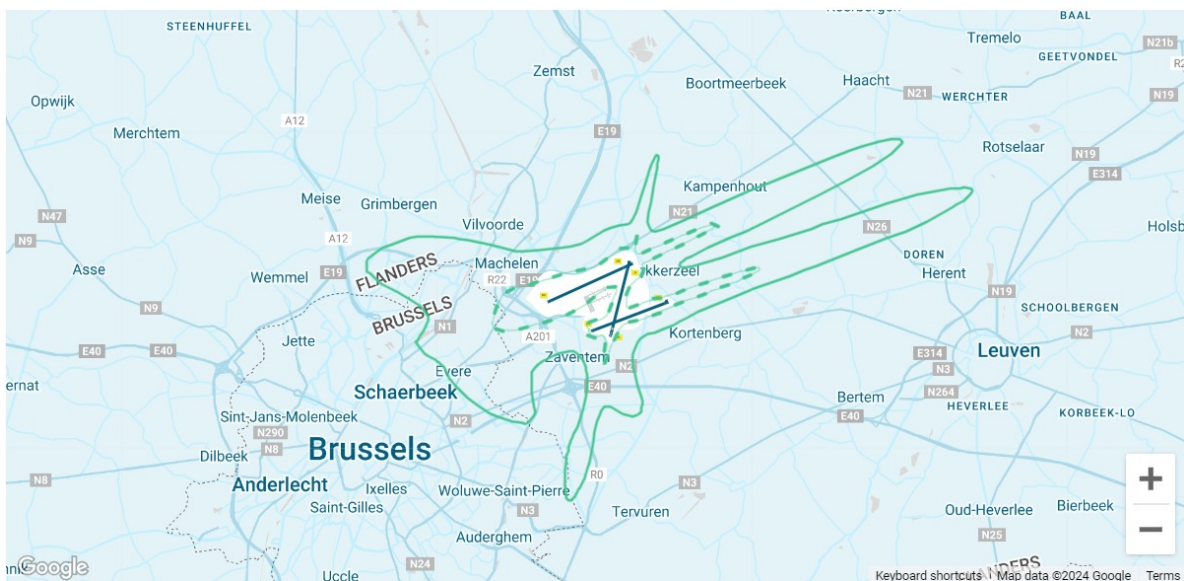 BAAL
STEENHUFFEL
Tremelo
N21b
GEETVONDEL
Zemst
Boortmeerbeek
Haacht
Opwijk
N21
WERCHTER
N19
A12
Merchtem
E19
Rotselaar
N19
E314
Kampenhout
Meise
Grimbergen
N21
N47
Vilvoorde
N26
N9
A12
Asse
Wemmel
E19
FLANDERS
Machelen
R22
kkerzeel
DOREN
Herent
N19
BRUSSELS
N9
N1
SCHOOLBERGEN
Jette
A201
Kortenberg
N2
E40
E40
Zaventem
N2
E314
Leuven
Evere
N3
Schaerbeek
E40
Bertem
N264
HEVERLEE
KORBEEK-LO
Sint-Jans-Molenbeek
N2
E40
N290
N8
Brussels
Dilbeek
N8
Anderlecht
Ixelles
Woluwe-Saint-Pierre
R0
N3
Saint-Gilles
N3
Tervuren
Oud-Heverlee
Bierbeek
Auderghem
N25
N24
Uccle
FLANDERS
Google
Keyboard shortcuts
Map data ©2024 Google
Terms